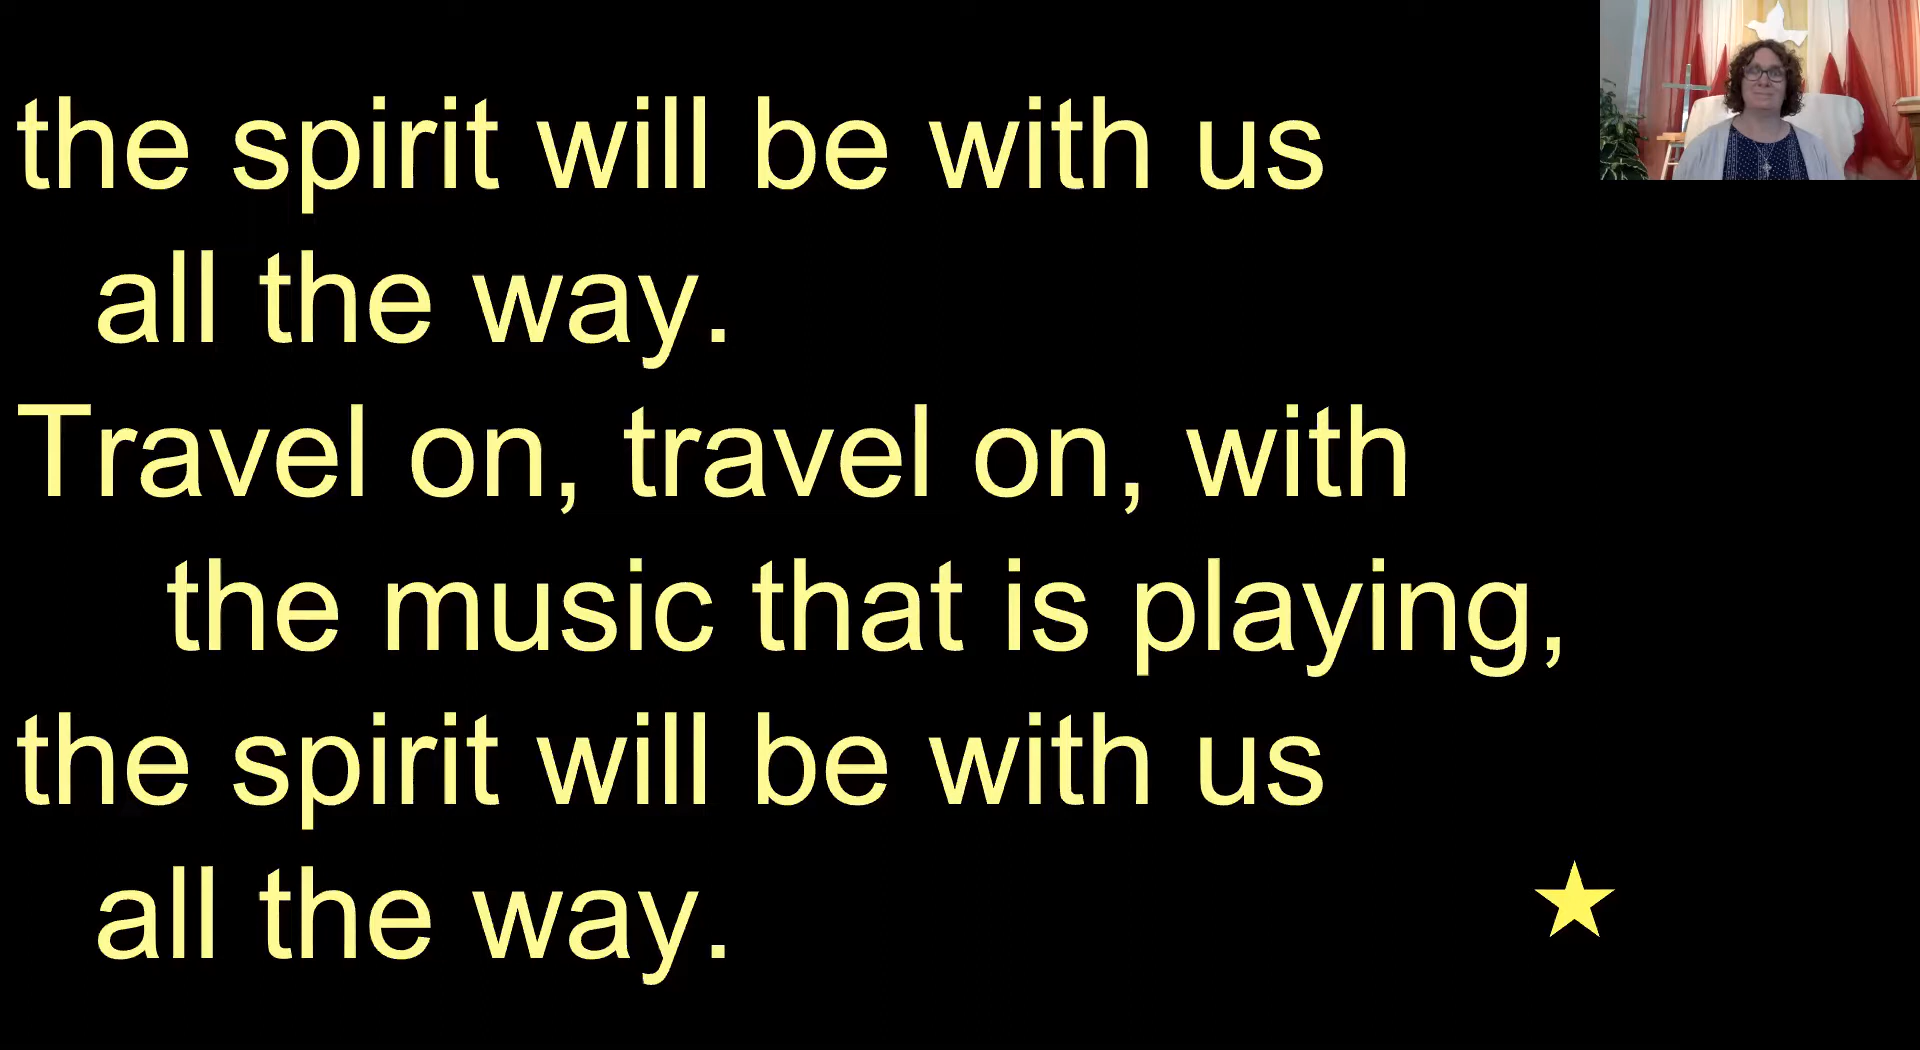 the spirit will be with us
all the way.
Travel on, travel on, with
the music that is playing,
the spirit will be with us
all the way.